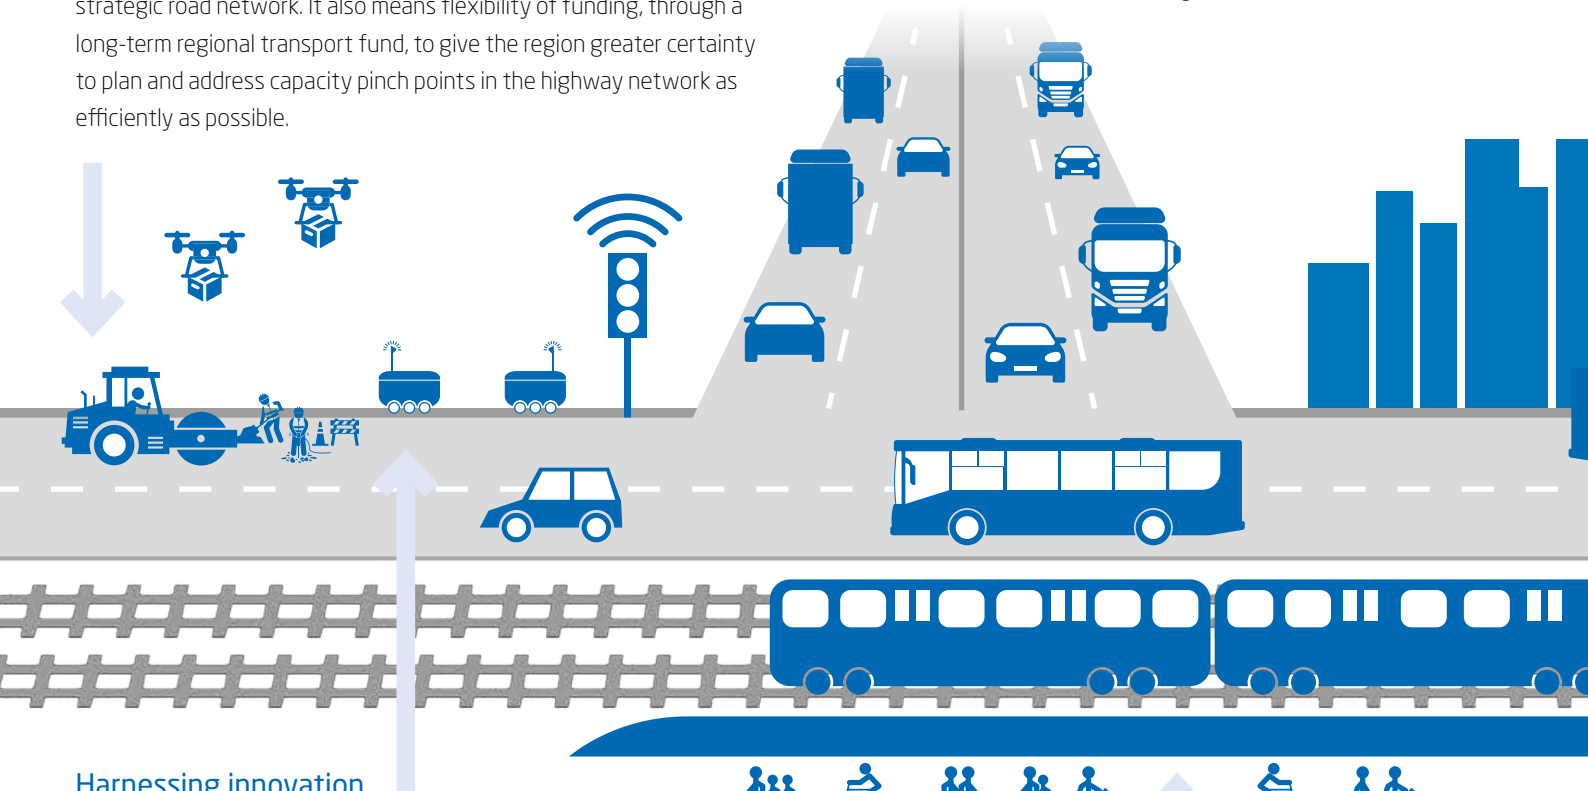 strategic road network. It also means flexibility of funding, through a
long-term regional transport fund, to give the region greater certainty
to plan and address capacity pinch points in the highway network as
efficiently as possible.
Harnessing innovation